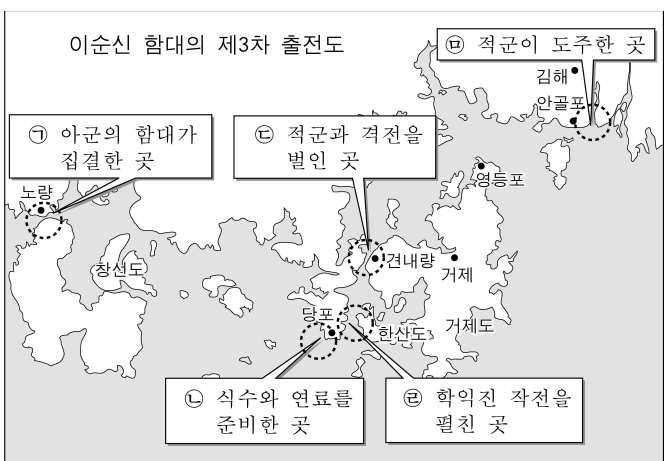 이순신 함대의 제3차 출전도
㉤ 적군이 도주한 곳
김해
안골포
㉠ 아군의 함대가
집결한 곳
㉢ 적군과 격전을
벌인 곳
노량
영등포
창선도
견내량
거제
당포
한산도
거제도
㉡ 식수와 연료를
준비한 곳
㉣ 학익진 작전을
펼친 곳